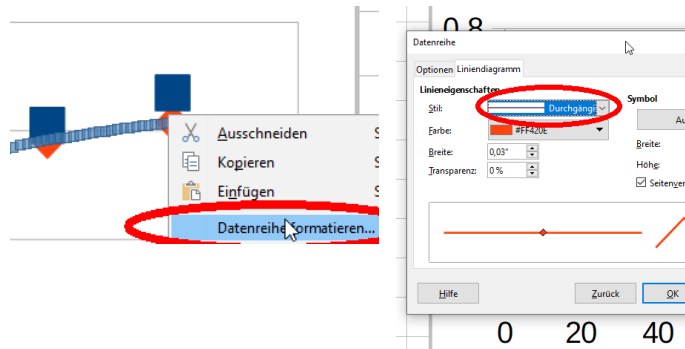 Ausschneiden
Kopieren
Einfügen
Datenreihe formatieren...
0,8
Datenreihe
Optionen Liniendiagramm
Linieneigenschaften
Stil:
Farbe: #FF420E
Breite: 0,03"
Transparenz: 0 %
Symbol
Breite:
Höhe:
Hilfe
Zurück
OK
0 20 40